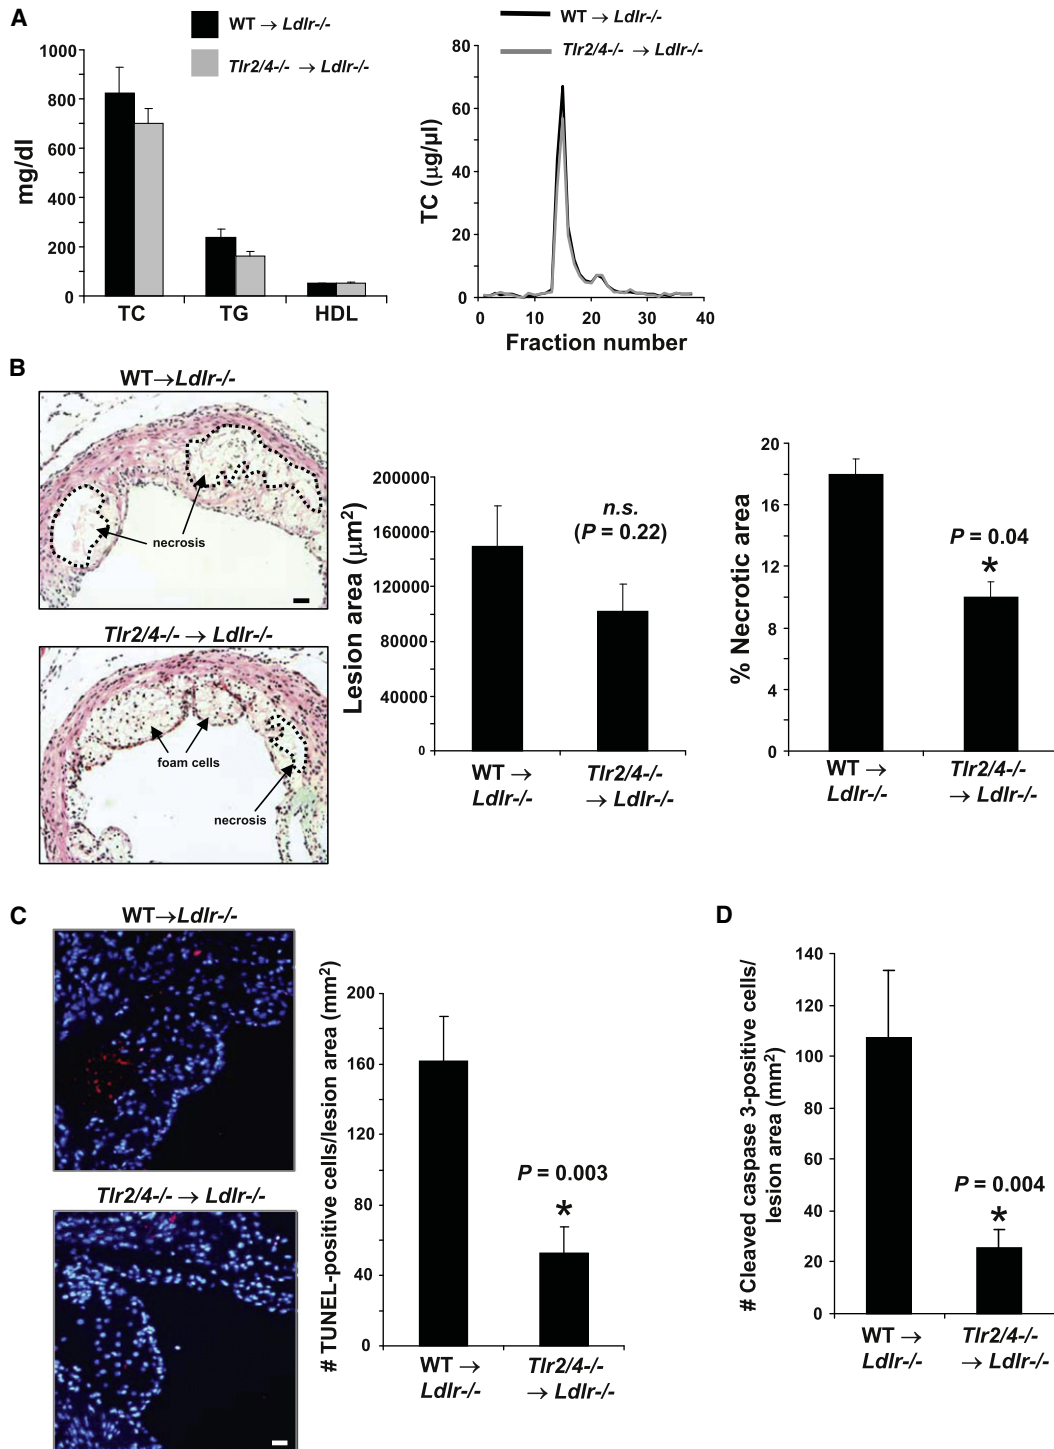 A
WT → Ldlr-/-
Tlr2/4-/- → Ldlr-/-
mg/dl
1000
800
600
400
200
0
TC
TG
HDL
WT → Ldlr-/-
Tlr2/4-/- → Ldlr-/-
TC (µg/µl)
80
60
40
20
0
0
10
20
30
40
Fraction number
B
WT→Ldlr-/-
necrosis
Tlr2/4-/- → Ldlr-/-
foam cells
necrosis
Lesion area (µm²)
200000
160000
120000
80000
40000
0
n.s.
(P = 0.22)
WT →
Ldlr-/-
Tlr2/4-/-
→ Ldlr-/-
% Necrotic area
20
16
12
8
4
0
P = 0.04
*
WT →
Ldlr-/-
Tlr2/4-/-
→ Ldlr-/-
C
WT→Ldlr-/-
Tlr2/4-/- → Ldlr-/-
# TUNEL-positive cells/lesion area (mm²)
200
160
120
80
40
0
P = 0.003
*
WT →
Ldlr-/-
Tlr2/4-/-
→ Ldlr-/-
D
# Cleaved caspase 3-positive cells/
lesion area (mm²)
140
120
100
80
60
40
20
0
P = 0.004
*
WT →
Ldlr-/-
Tlr2/4-/-
→ Ldlr-/-